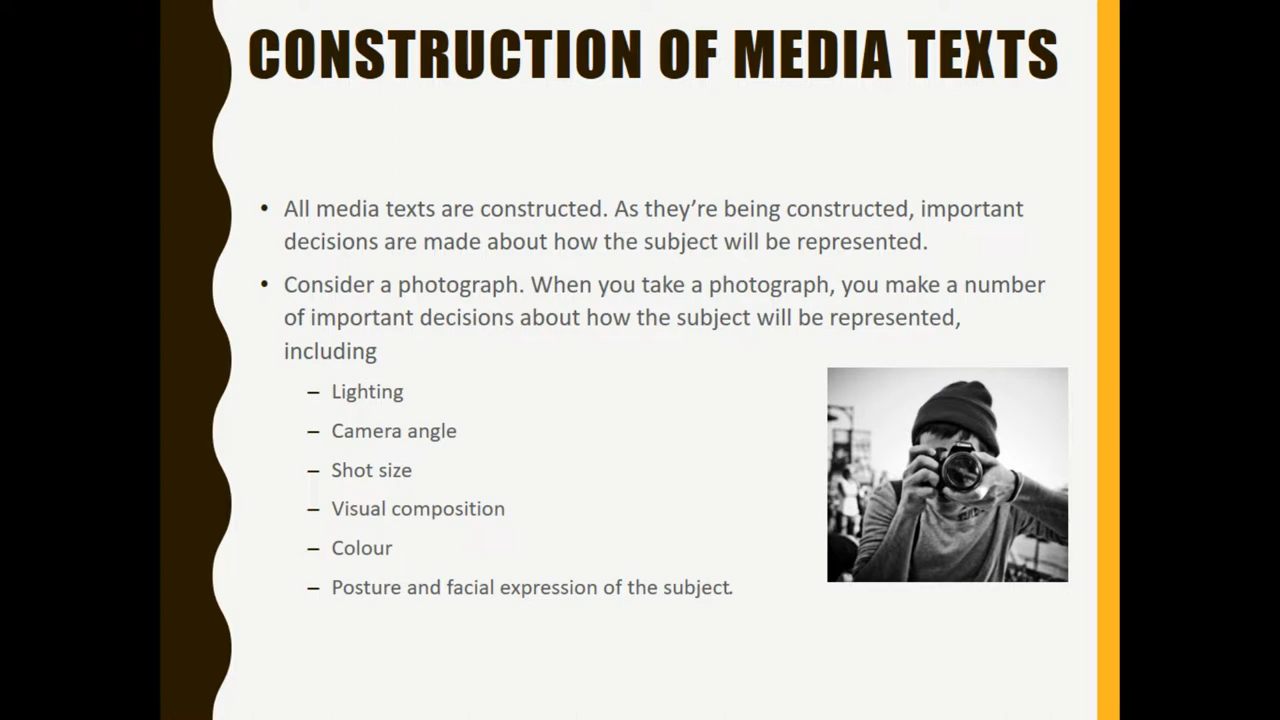 CONSTRUCTION OF MEDIA TEXTS
• All media texts are constructed. As they’re being constructed, important
decisions are made about how the subject will be represented.
• Consider a photograph. When you take a photograph, you make a number
of important decisions about how the subject will be represented,
including
– Lighting
– Camera angle
– Shot size
– Visual composition
– Colour
– Posture and facial expression of the subject.